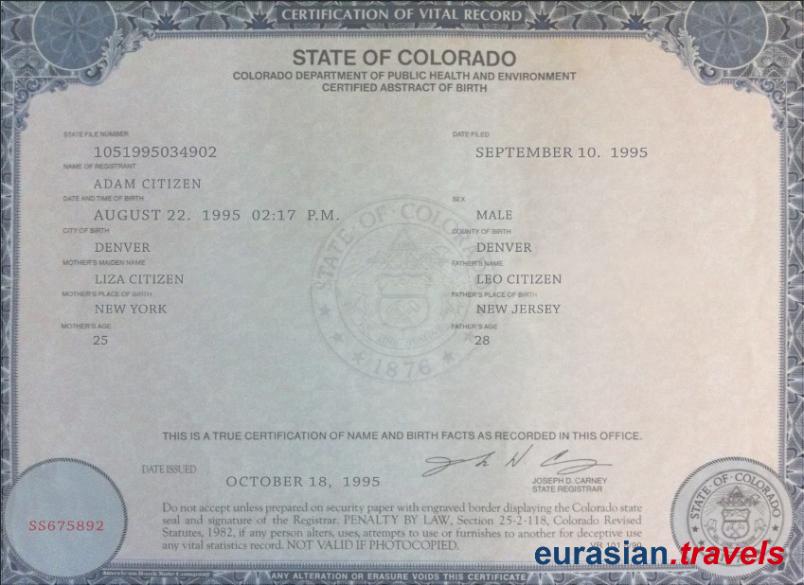 CERTIFICATION OF VITAL RECORD
STATE OF COLORADO
COLORADO DEPARTMENT OF PUBLIC HEALTH AND ENVIRONMENT
CERTIFIED ABSTRACT OF BIRTH
STATE FILE NUMBER DATE FILED
1051995034902 SEPTEMBER 10. 1995
NAME OF REGISTRANT
ADAM CITIZEN
DATE AND TIME OF BIRTH SEX
AUGUST 22. 1995 02:17 P.M. MALE
CITY OF BIRTH COUNTY OF BIRTH
DENVER DENVER
MOTHER'S MAIDEN NAME FATHER'S NAME
LIZA CITIZEN LEO CITIZEN
MOTHER'S PLACE OF BIRTH FATHER'S PLACE OF BIRTH
NEW YORK NEW JERSEY
MOTHER'S AGE FATHER'S AGE
25 28
STATE OF COLORADO
1876
THIS IS A TRUE CERTIFICATION OF NAME AND BIRTH FACTS AS RECORDED IN THIS OFFICE.
DATE ISSUED
OCTOBER 18, 1995
JOSEPH D. CARNEY
STATE REGISTRAR
STATE OF COLORADO
SS675892
Do not accept unless prepared on security paper with engraved border displaying the Colorado state
seal and signature of the Registrar. PENALTY BY LAW, Section 25-2-118, Colorado Revised
Statutes, 1982, if any person alters, uses, attempts to use or furnishes to another for deceptive use
any vital statistics record. NOT VALID IF PHOTOCOPIED.
eurasian.travels
ANY ALTERATION OR ERASURE VOIDS THIS CERTIFICATE